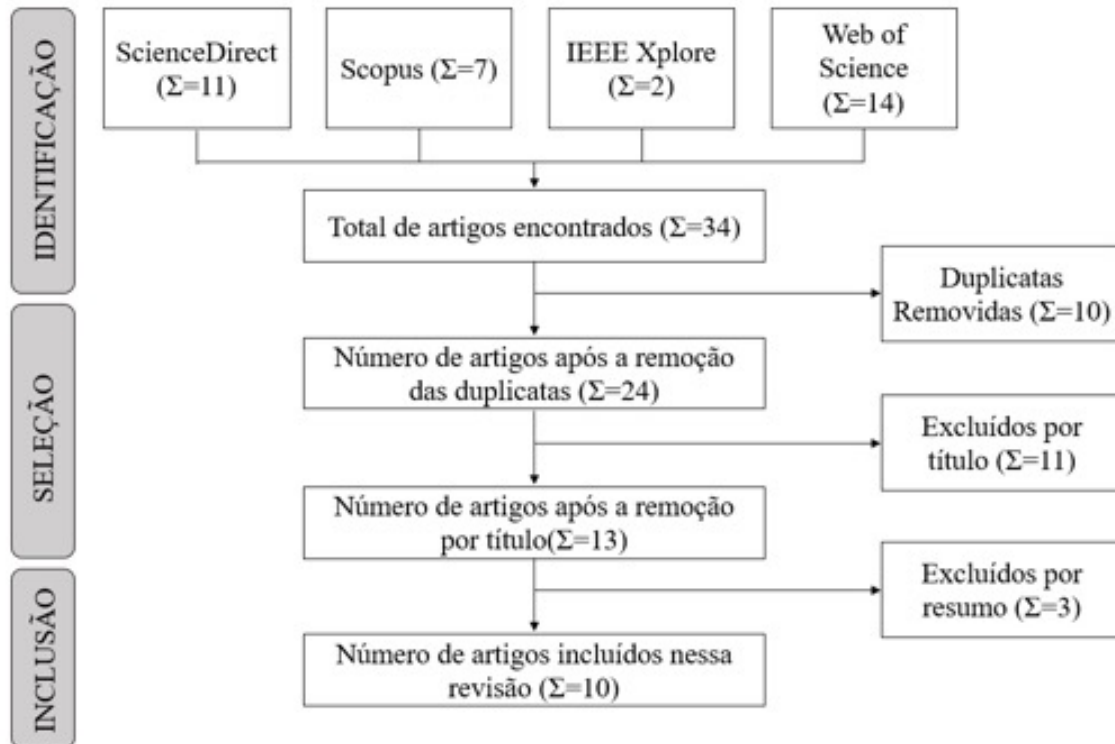 IDENTIFICAÇÃO
ScienceDirect
(Σ=11)
Scopus (Σ=7)
IEEE Xplore
(Σ=2)
Web of
Science
(Σ=14)
Total de artigos encontrados (Σ=34)
Duplicatas
Removidas (Σ=10)
SELEÇÃO
Número de artigos após a remoção
das duplicatas (Σ=24)
Excluídos por
título (Σ=11)
Número de artigos após a remoção
por título(Σ=13)
Excluídos por
resumo (Σ=3)
INCLUSÃO
Número de artigos incluídos nessa
revisão (Σ=10)